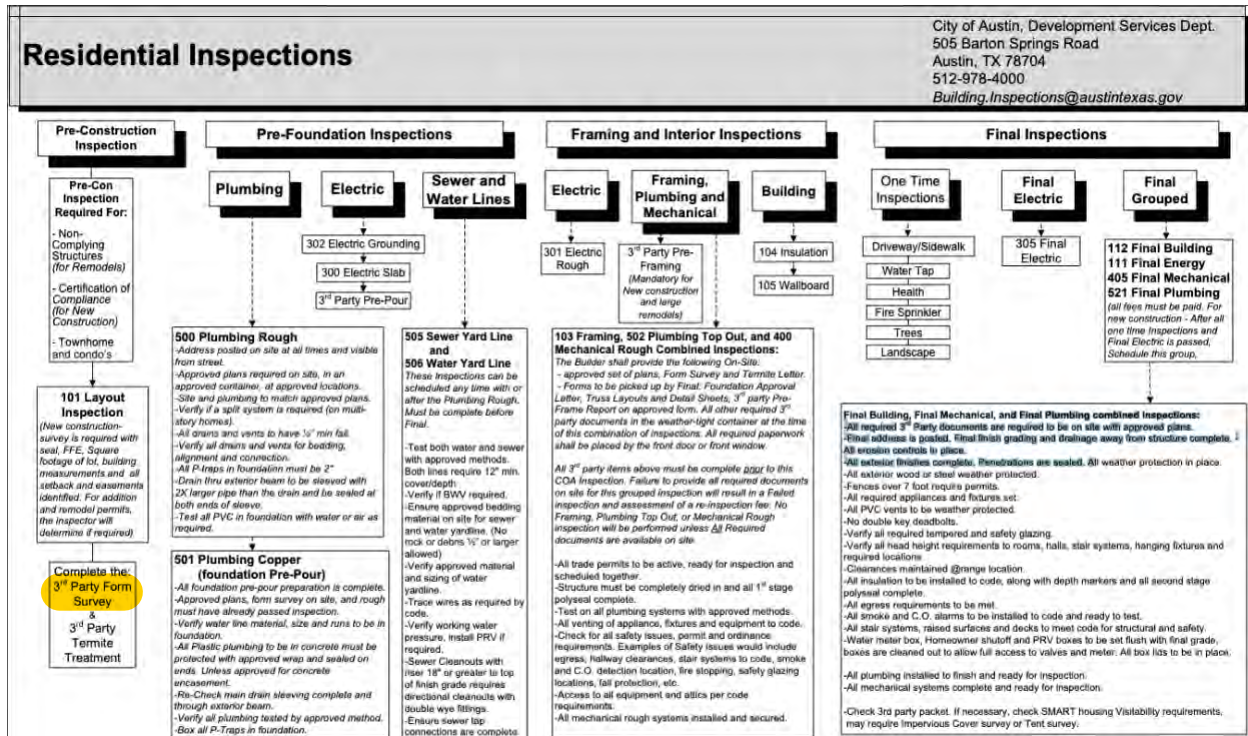 Residential Inspections
City of Austin, Development Services Dept.
505 Barton Springs Road
Austin, TX 78704
512-978-4000
Building.Inspections@austintexas.gov
Pre-Construction
Inspection
Pre-Con
Inspection
Required For:
- Non-
Complying
Structures
(for Remodels)
- Certification of
Compliance
(for New
Construction)
- Townhome
and condo's
101 Layout
Inspection
(New construction-
survey is required with
seal, FFE, Square
footage of lot, building
measurements and all
setback and easements
identified. For addition
and remodel permits,
the inspector will
determine if required)
Complete the:
3rd Party Form
Survey
&
3rd Party
Termite
Treatment
Pre-Foundation Inspections
Plumbing
Electric
Sewer and
Water Lines
302 Electric Grounding
300 Electric Slab
3rd Party Pre-Pour
500 Plumbing Rough
-Address posted on site at all times and visible
from street.
-Approved plans required on site, in an
approved container, at approved locations.
-Site and plumbing to match approved plans.
-Verify if a split system is required (on multi-
story homes).
-All drains and vents to have ⅛" min fall.
-Verify all drains and vents for bedding,
alignment and connection.
-All P-traps in foundation must be 2"
-Drain thru exterior beam to be sleeved with
2X larger pipe than the drain and be sealed at
both ends of sleeve.
-Test all PVC in foundation with water or air as
required.
501 Plumbing Copper
(foundation Pre-Pour)
-All foundation pre-pour preparation is complete.
-Approved plans, form survey on site, and rough
must have already passed inspection.
-Verify water line material, size and runs to be in
foundation.
-All Plastic plumbing to be in concrete must be
protected with approved wrap and sealed on
ends. Unless approved for concrete
encasement.
-Re-Check main drain sleeving complete and
through exterior beam.
-Verify all plumbing tested by approved method.
-Box all P-Traps in foundation.
505 Sewer Yard Line
and
506 Water Yard Line
These Inspections can be
scheduled any time with or
after the Plumbing Rough.
Must be complete before
Final.
- Test both water and sewer
with approved methods.
Both lines require 12" min.
cover/depth
-Verify if BWV required.
-Ensure approved bedding
material on site for sewer
and water yardline. (No
rock or debris ½" or larger
allowed)
-Verify approved material
and sizing of water
yardline.
-Trace wires as required by
code.
-Verify working water
pressure, install PRV if
required.
-Sewer Cleanouts with
riser 18" or greater to top
of finish grade requires
directional cleanouts with
double wye fittings.
-Ensure sewer tap
connections are complete.
Framing and Interior Inspections
Electric
Framing,
Plumbing and
Mechanical
Building
301 Electric
Rough
3rd Party Pre-
Framing
(Mandatory for
New construction
and large
remodels)
104 Insulation
105 Wallboard
103 Framing, 502 Plumbing Top Out, and 400
Mechanical Rough Combined Inspections:
The Builder shall provide the following On-Site:
- approved set of plans, Form Survey and Termite Letter.
- Forms to be picked up by Final: Foundation Approval
Letter, Truss Layouts and Detail Sheets, 3rd party Pre-
Frame Report on approved form. All other required 3rd
party documents in the weather-tight container at the time
of this combination of inspections. All required paperwork
shall be placed by the front door or front window.
All 3rd party items above must be complete prior to this
COA Inspection. Failure to provide all required documents
on site for this grouped inspection will result in a Failed
inspection and assessment of a re-inspection fee: No
Framing, Plumbing Top Out, or Mechanical Rough
inspection will be performed unless All Required
documents are available on site.
-All trade permits to be active, ready for inspection and
scheduled together.
-Structure must be completely dried in and all 1st stage
polyseal complete.
-Test on all plumbing systems with approved methods.
-All venting of appliance, fixtures and equipment to code.
-Check for all safety issues, permit and ordinance
requirements. Examples of Safety issues would include
egress, hallway clearances, stair systems to code, smoke
and C.O. detection location, fire stopping, safety glazing
locations, fall protection, etc.
-Access to all equipment and attics per code
requirements.
-All mechanical rough systems installed and secured.
Final Inspections
One Time
Inspections
Final
Electric
Final
Grouped
Driveway/Sidewalk
Water Tap
Health
Fire Sprinkler
Trees
Landscape
305 Final
Electric
112 Final Building
111 Final Energy
405 Final Mechanical
521 Final Plumbing
(all fees must be paid. For
new construction - After all
one time Inspections and
Final Electric is passed,
Schedule this group,
Final Building, Final Mechanical, and Final Plumbing combined Inspections:
-All required 3rd Party documents are required to be on site with approved plans.
-Final address is posted. Final finish grading and drainage away from structure complete.
All erosion controls in place.
-All exterior finishes complete. Penetrations are sealed. All weather protection in place.
-All exterior wood or steel weather protected.
-Fences over 7 foot require permits.
-All required appliances and fixtures set.
-All PVC vents to be weather protected.
-No double key deadbolts.
-Verify all required tempered and safety glazing.
-Verify all head height requirements to rooms, halls, stair systems, hanging fixtures and
required locations
-Clearances maintained @range location.
-All insulation to be installed to code, along with depth markers and all second stage
polyseal complete.
-All egress requirements to be met.
-All smoke and C.O. alarms to be installed to code and ready to test.
-All stair systems, raised surfaces and decks to meet code for structural and safety.
-Water meter box, Homeowner shutoff and PRV boxes to be set flush with final grade,
boxes are cleaned out to allow full access to valves and meter. All box lids to be in place.
-All plumbing installed to finish and ready for inspection.
-All mechanical systems complete and ready for inspection.
-Check 3rd party packet. If necessary, check SMART housing Visitability requirements,
may require Impervious Cover survey or Tent survey.